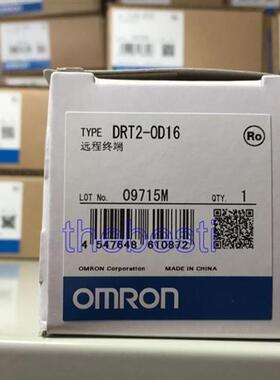 TYPE DRT2-OD16
远程终端
Ro
LOT No. 09715M QTY. 1
thebesti
4 547648 610872
OMRON Corporation MADE IN CHINA
OMRON